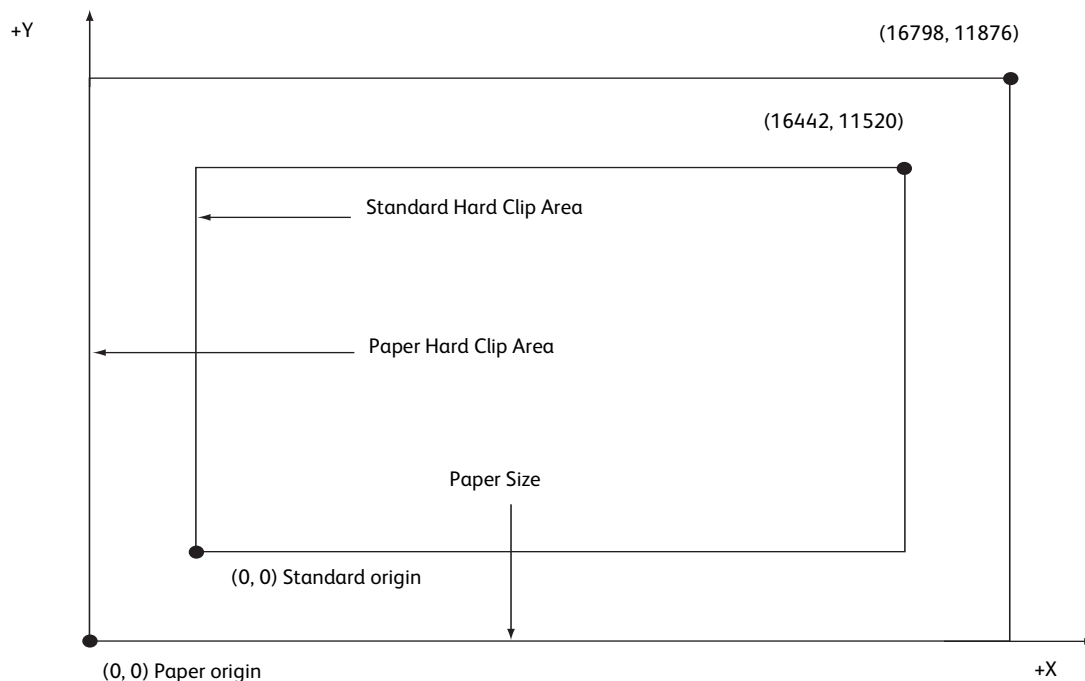 +Y
(16798, 11876)
(16442, 11520)
Standard Hard Clip Area
Paper Hard Clip Area
Paper Size
(0, 0) Standard origin
(0, 0) Paper origin
+X